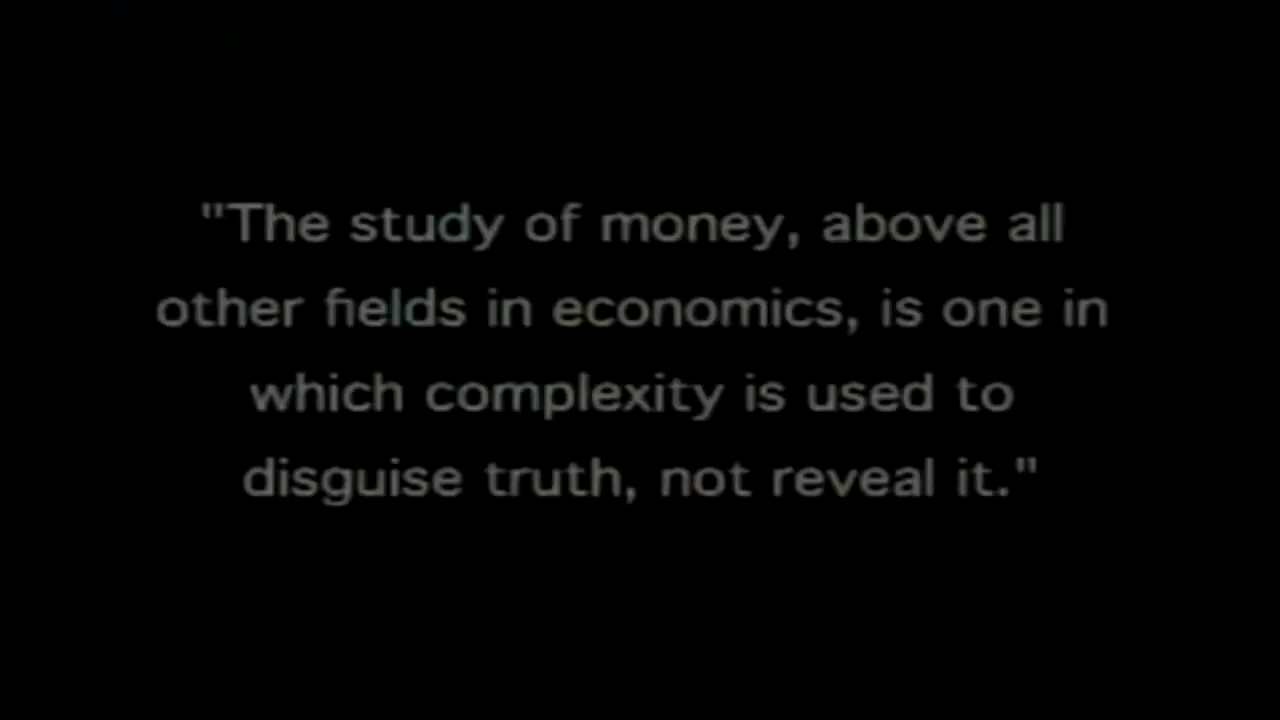 "The study of money, above all
other fields in economics, is one in
which complexity is used to
disguise truth, not reveal it."